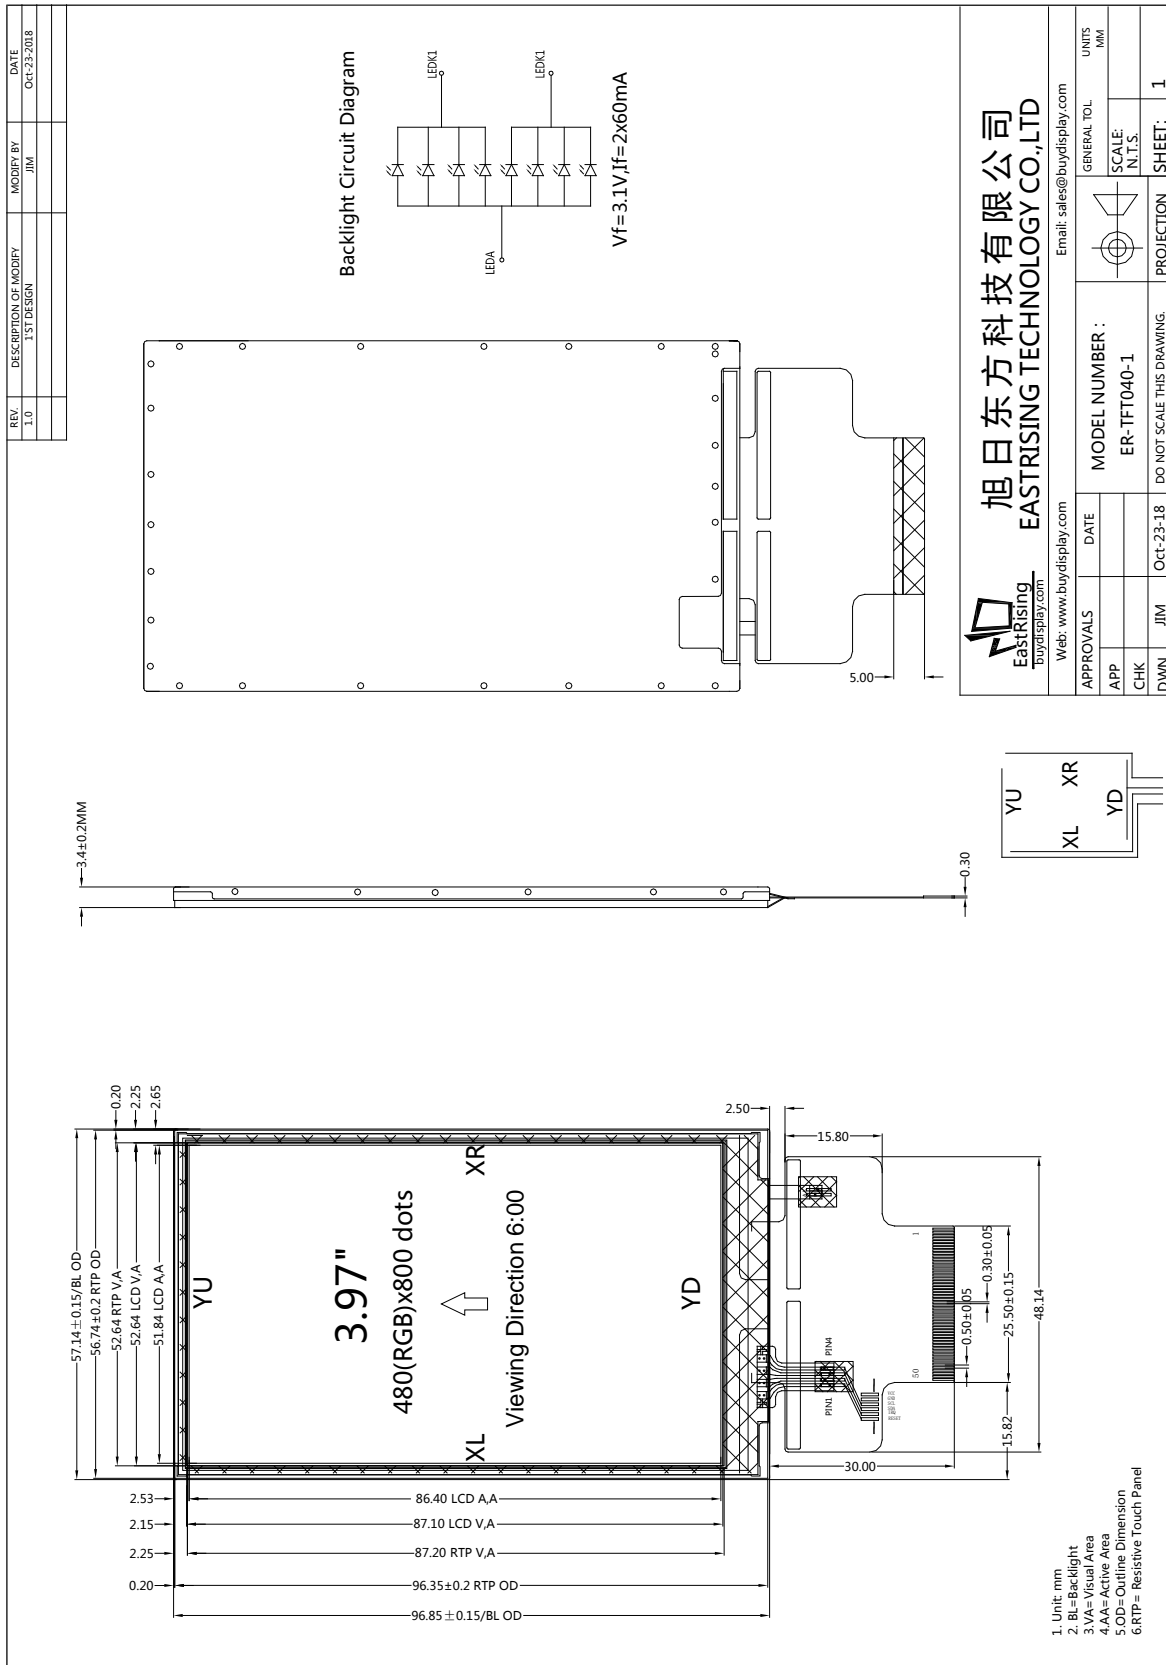 REV. DESCRIPTION OF MODIFY MODIFY BY DATE
1.0 1'ST DESIGN JIM Oct-23-2018
Backlight Circuit Diagram
LEDA
LEDK1
LEDK1
Vf=3.1V,If=2x60mA
5.00
3.4±0.2MM
0.30
YU
XL XR
YD
57.14±0.15/BL OD
56.74±0.2 RTP OD
52.64 RTP V,A
52.64 LCD V,A
51.84 LCD A,A
0.20
2.25
2.65
YU
3.97"
480(RGB)x800 dots
XL XR
Viewing Direction 6:00
YD
2.53
2.15
2.25
0.20
86.40 LCD A,A
87.10 LCD V,A
87.20 RTP V,A
96.35±0.2 RTP OD
96.85±0.15/BL OD
2.50
15.80
PIN1 PIN4
RESET
50 1
30.00
0.50±0.05
0.30±0.05
15.82
25.50±0.15
48.14
1. Unit: mm
2. BL=Backlight
3.VA=Visual Area
4.AA=Active Area
5.OD=Outline Dimension
6.RTP= Resistive Touch Panel
EastRising
buydisplay.com
旭日东方科技有限公司
EASTRISING TECHNOLOGY CO.,LTD
Web: www.buydisplay.com Email: sales@buydisplay.com
APPROVALS DATE
APP
CHK
DWN JIM Oct-23-18
MODEL NUMBER :
ER-TFT040-1
DO NOT SCALE THIS DRAWING.
PROJECTION
GENERAL TOL. UNITS
MM
SCALE:
N.T.S.
SHEET: 1